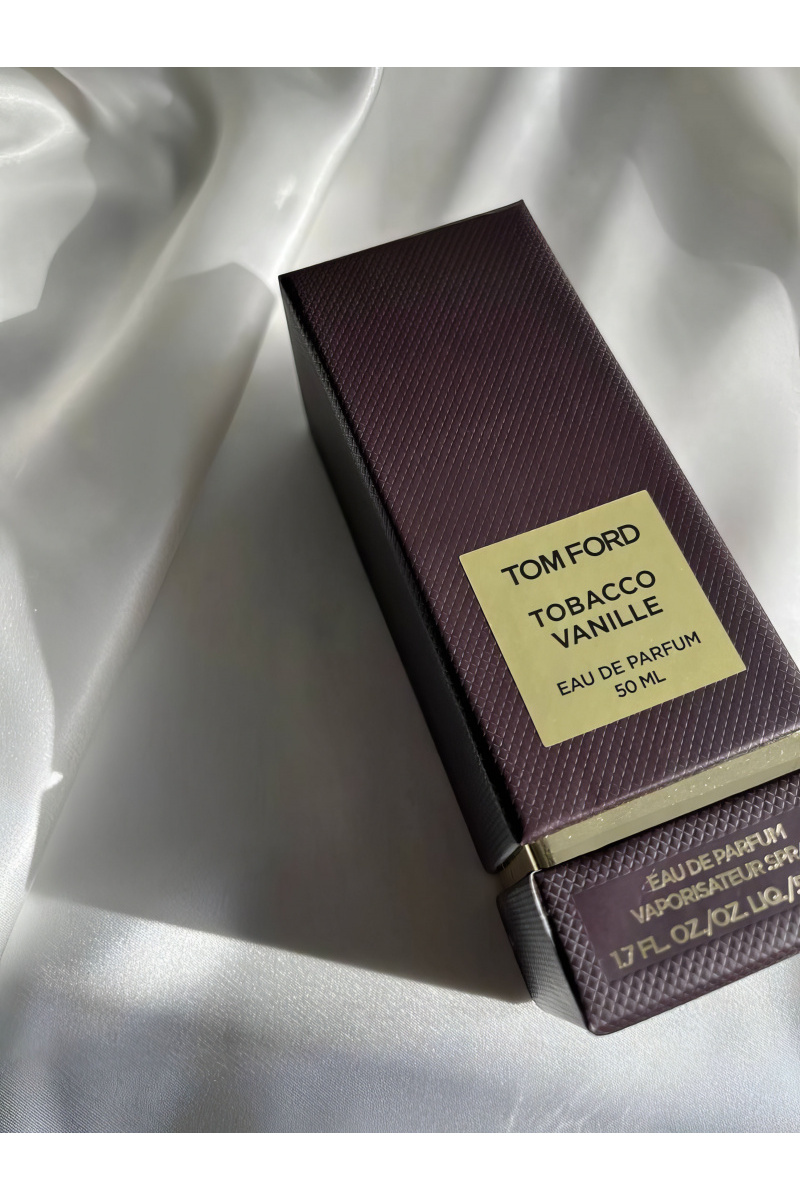 TOM FORD
TOBACCO
VANILLE
EAU DE PARFUM
50 ML
EAU DE PARFUM
VAPORISATEUR
1.7 FL. OZ./OZ. LIQ./